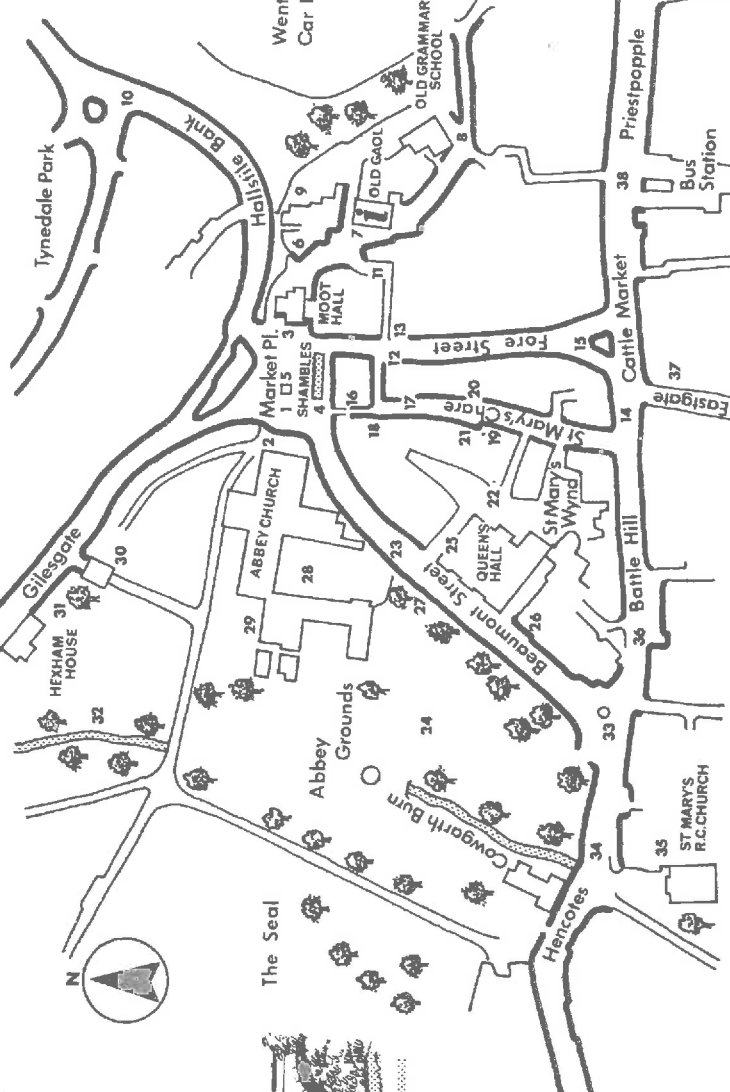 Went
Car
Tynedale Park
10
Hallstile Bank
OLD GRAMMAR
SCHOOL
8
Priestpopple
9
OLD GAOL
i
6
7
38
Bus
Station
MOOT
HALL
11
3
Market Pl.
1
5
SHAMBLES
4
13
12
Fore Street
15
Cattle Market
16
17
18
20
St Mary's Chare
21
19
14
37
Eastgate
2
22
St Mary's
Wynd
Gilesgate
30
31
ABBEY CHURCH
28
23
25
QUEEN'S
HALL
Battle Hill
HEXHAM
HOUSE
29
27
Beaumont Street
26
36
32
Abbey
Grounds
24
33
Cowgarth Burn
34
35
ST MARY'S
R.C. CHURCH
N
The Seal
Hencotes